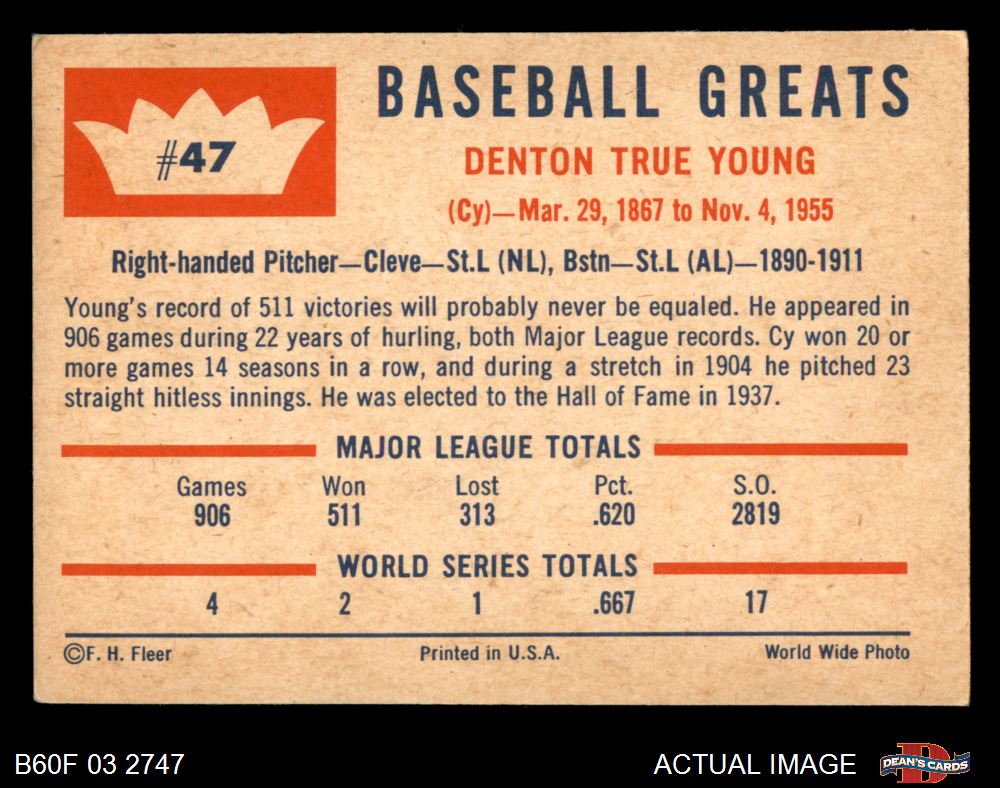 #47
BASEBALL GREATS
DENTON TRUE YOUNG
(Cy)—Mar. 29, 1867 to Nov. 4, 1955
Right-handed Pitcher—Cleve—St.L (NL), Bstn—St.L (AL)—1890-1911
Young's record of 511 victories will probably never be equaled. He appeared in
906 games during 22 years of hurling, both Major League records. Cy won 20 or
more games 14 seasons in a row, and during a stretch in 1904 he pitched 23
straight hitless innings. He was elected to the Hall of Fame in 1937.
MAJOR LEAGUE TOTALS
Games Won Lost Pct. S.O.
906 511 313 .620 2819
WORLD SERIES TOTALS
4 2 1 .667 17
©F. H. Fleer Printed in U.S.A. World Wide Photo
B60F 03 2747 ACTUAL IMAGE D DEAN'S CARDS